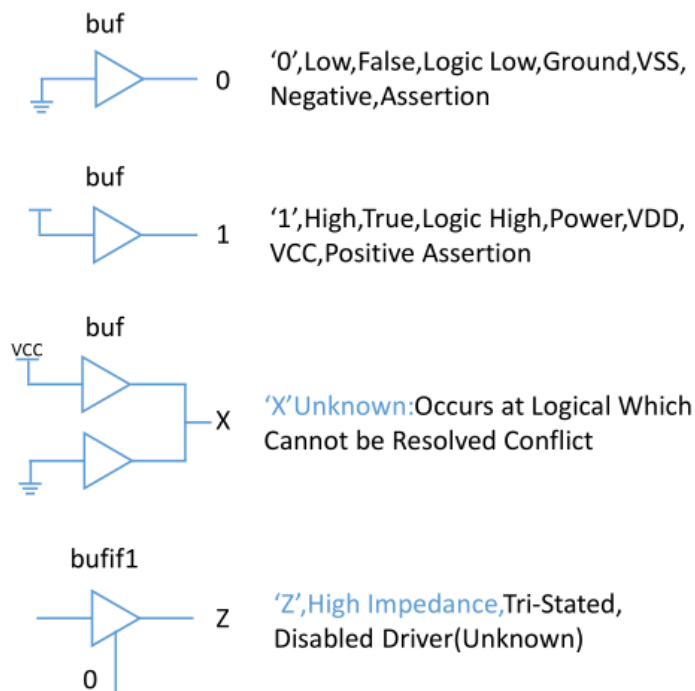 buf
0
‘0’,Low,False,Logic Low,Ground,VSS,
Negative,Assertion
buf
1
‘1’,High,True,Logic High,Power,VDD,
VCC,Positive Assertion
buf
VCC
X
‘X’Unknown:Occurs at Logical Which
Cannot be Resolved Conflict
bufif1
Z
‘Z’,High Impedance,Tri-Stated,
Disabled Driver(Unknown)
0